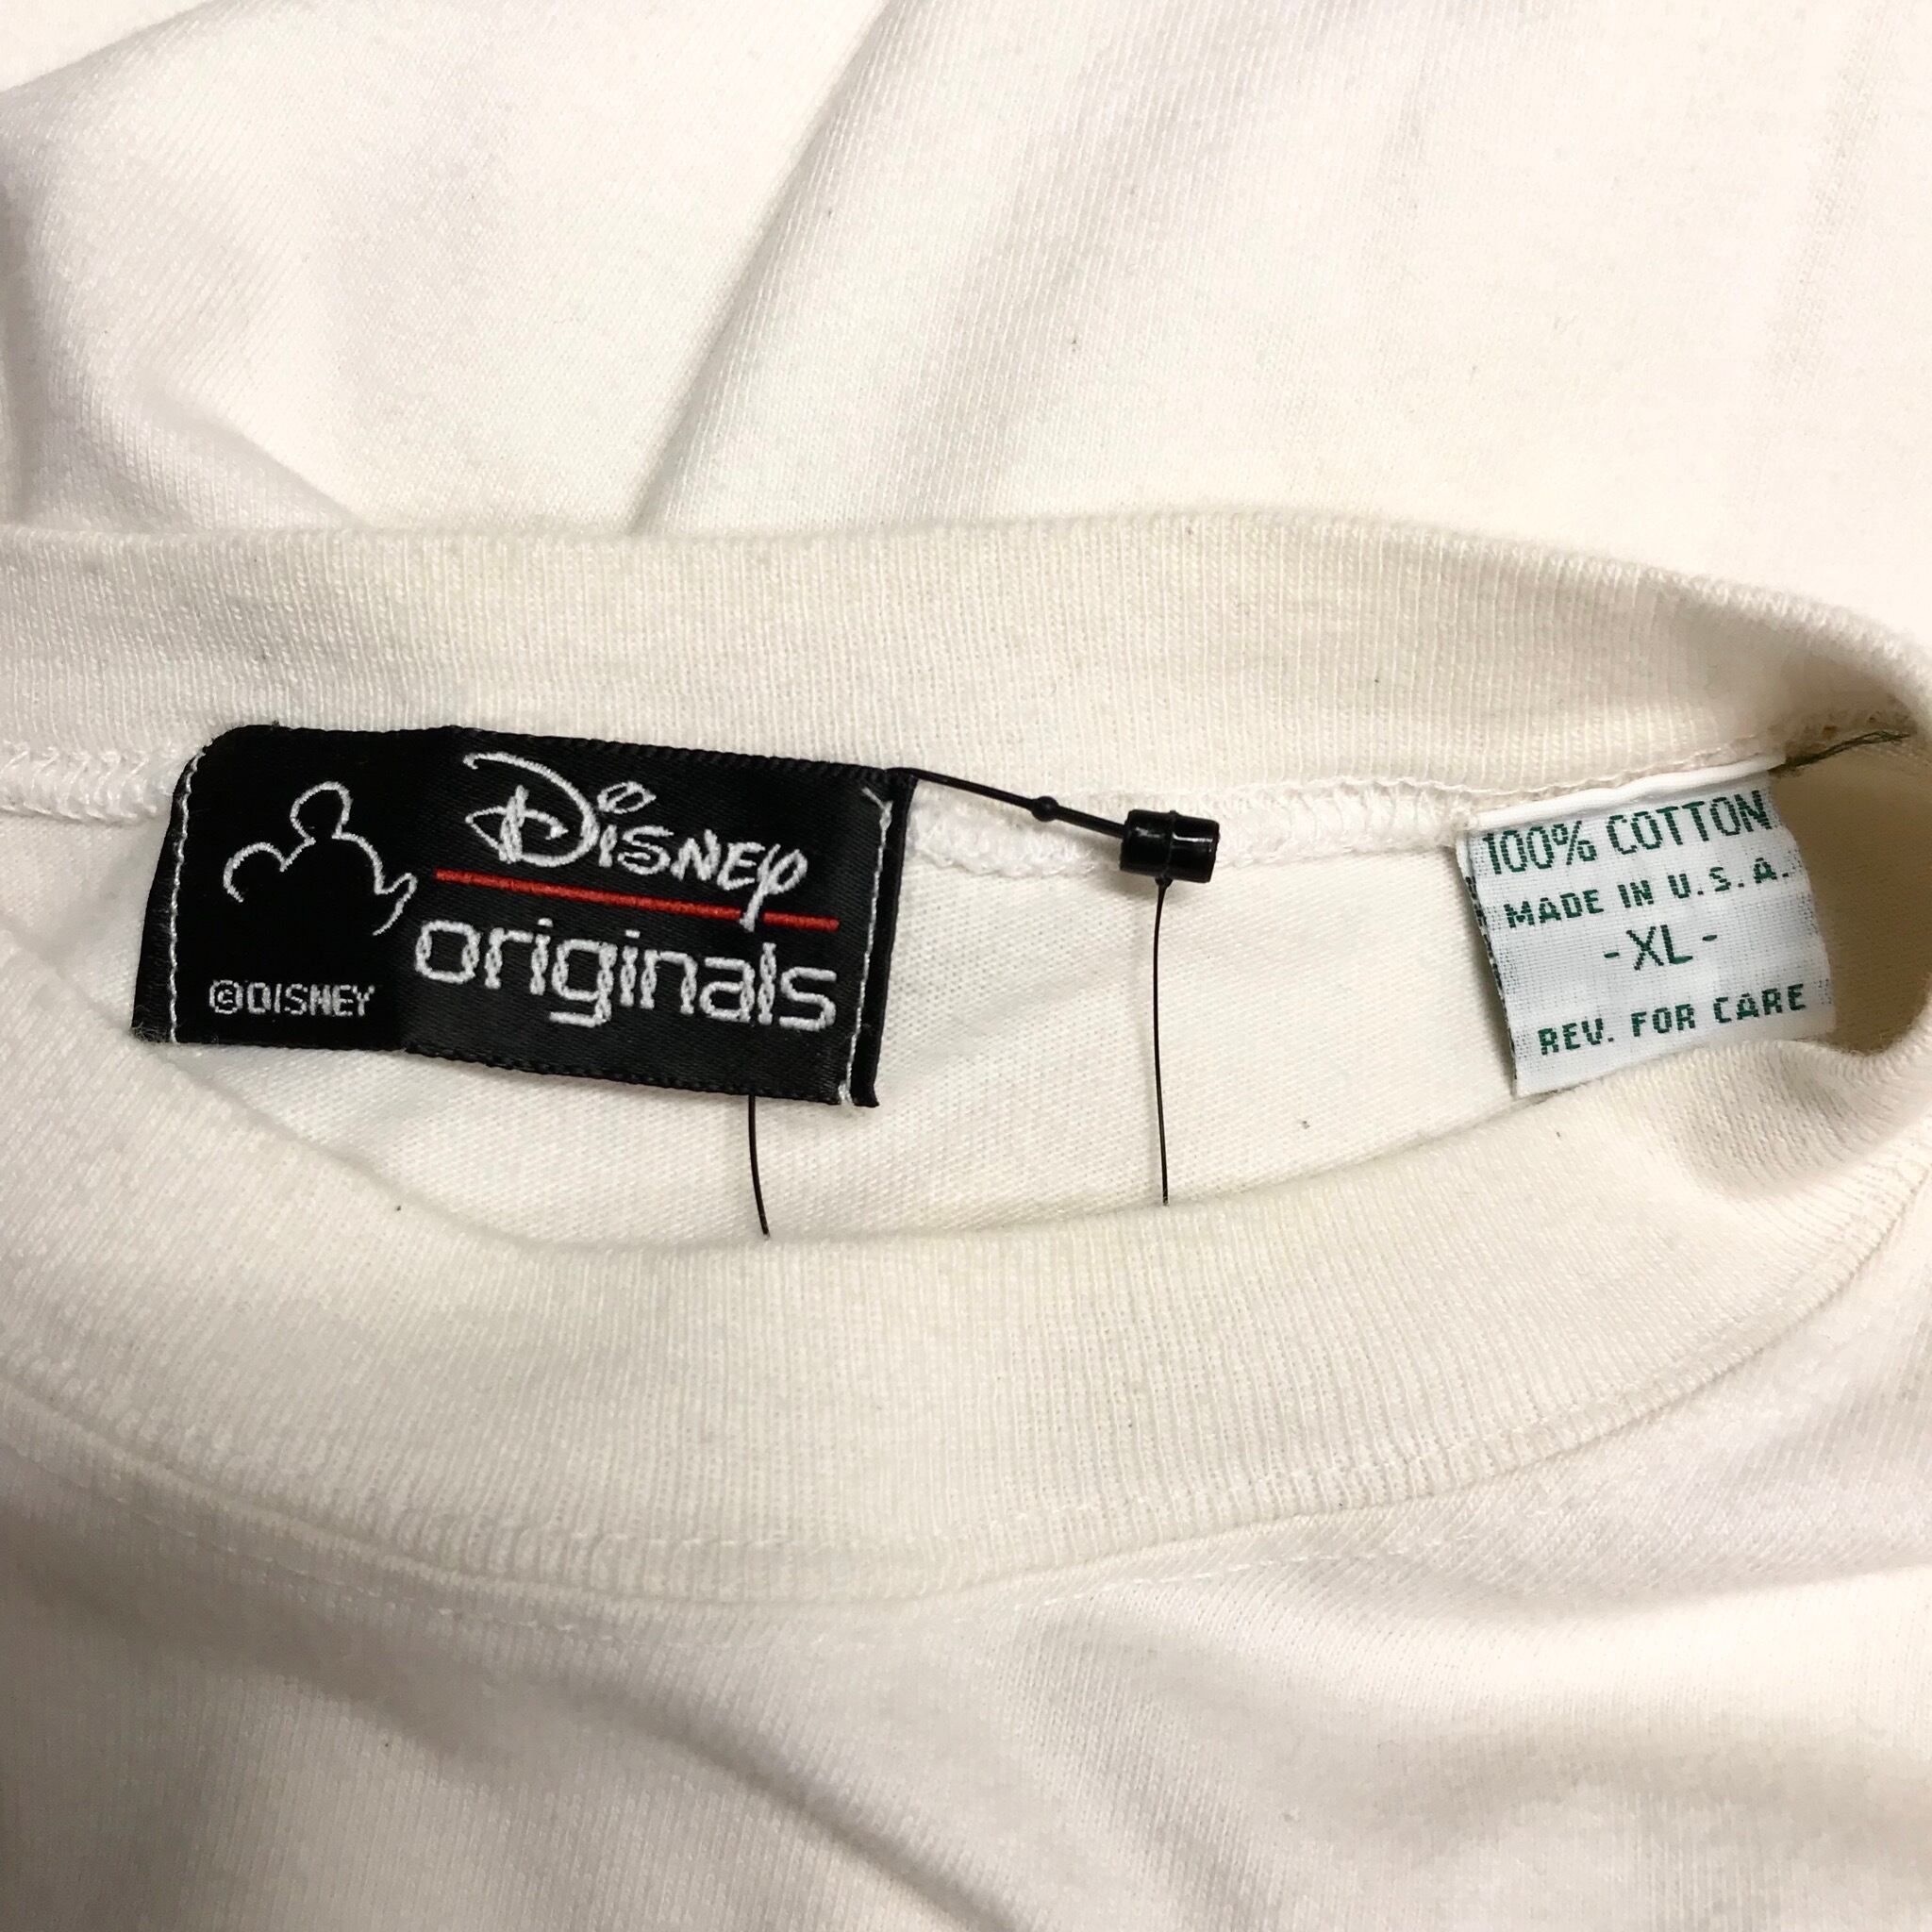 Disney
originals
©DISNEY
100% COTTON
MADE IN U.S.A.
-XL-
REV. FOR CARE